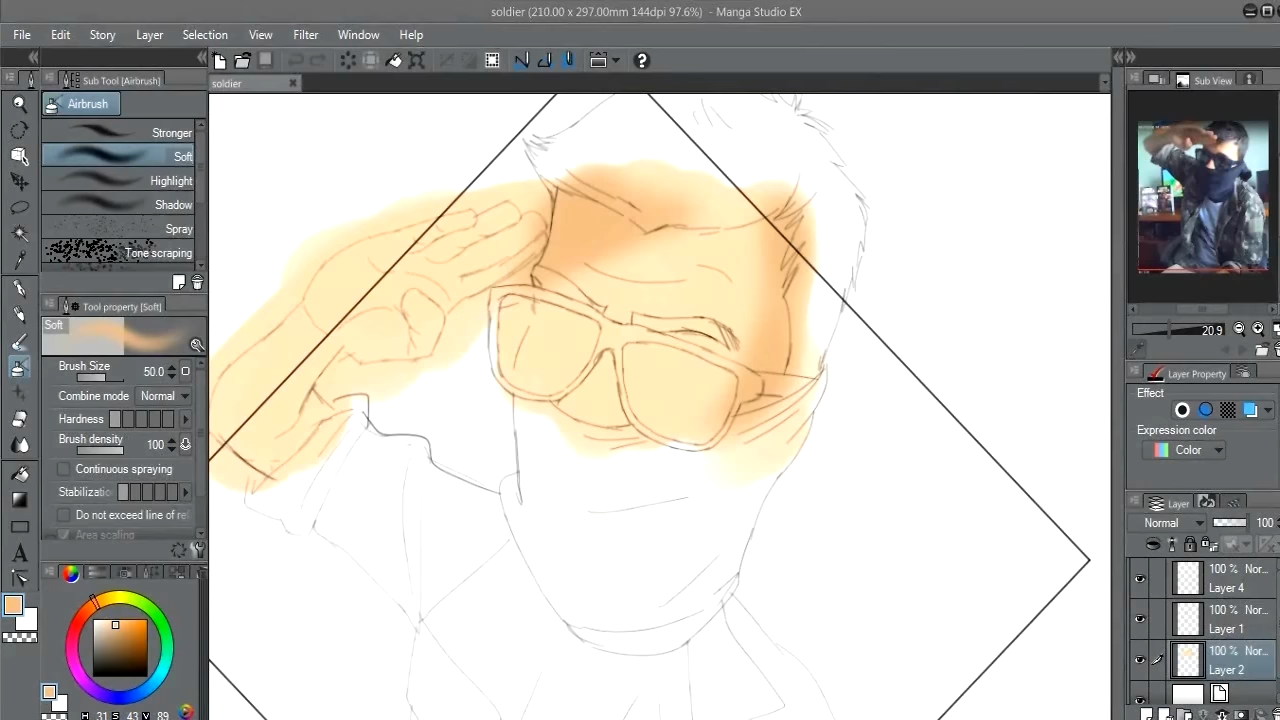 soldier (210.00 x 297.00mm 144dpi 97.6%) - Manga Studio EX
File Edit Story Layer Selection View Filter Window Help
Sub Tool [Airbrush]
Airbrush
Stronger
Soft
Highlight
Shadow
Spray
Tone scraping
Tool property [Soft]
Soft
Brush Size 50.0
Combine mode Normal
Hardness
Brush density 100
Continuous spraying
Stabilizatio
Do not exceed line of re
Area scaling
H 31 S 43 V 89
soldier
Sub View
20.9
Layer Property
Effect
Expression color
Color
Layer
Normal 100
100 % Nor...
Layer 4
100 % Nor...
Layer 1
100 % Nor...
Layer 2